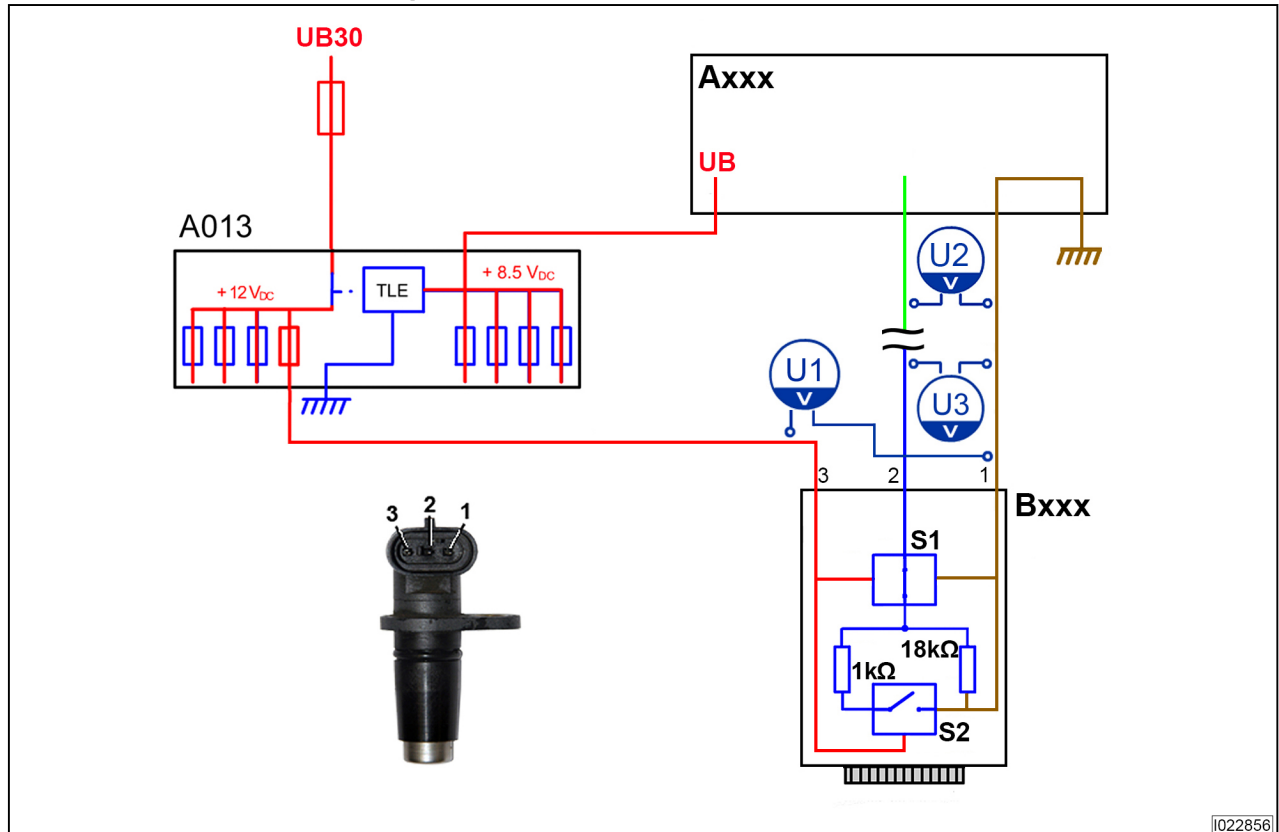 UB30
Axxx
UB
A013
+ 12 VDC
TLE
+ 8.5 VDC
U2
V
U1
V
U3
V
3
2
1
Bxxx
3
2
1
S1
18kΩ
1kΩ
S2
I022856